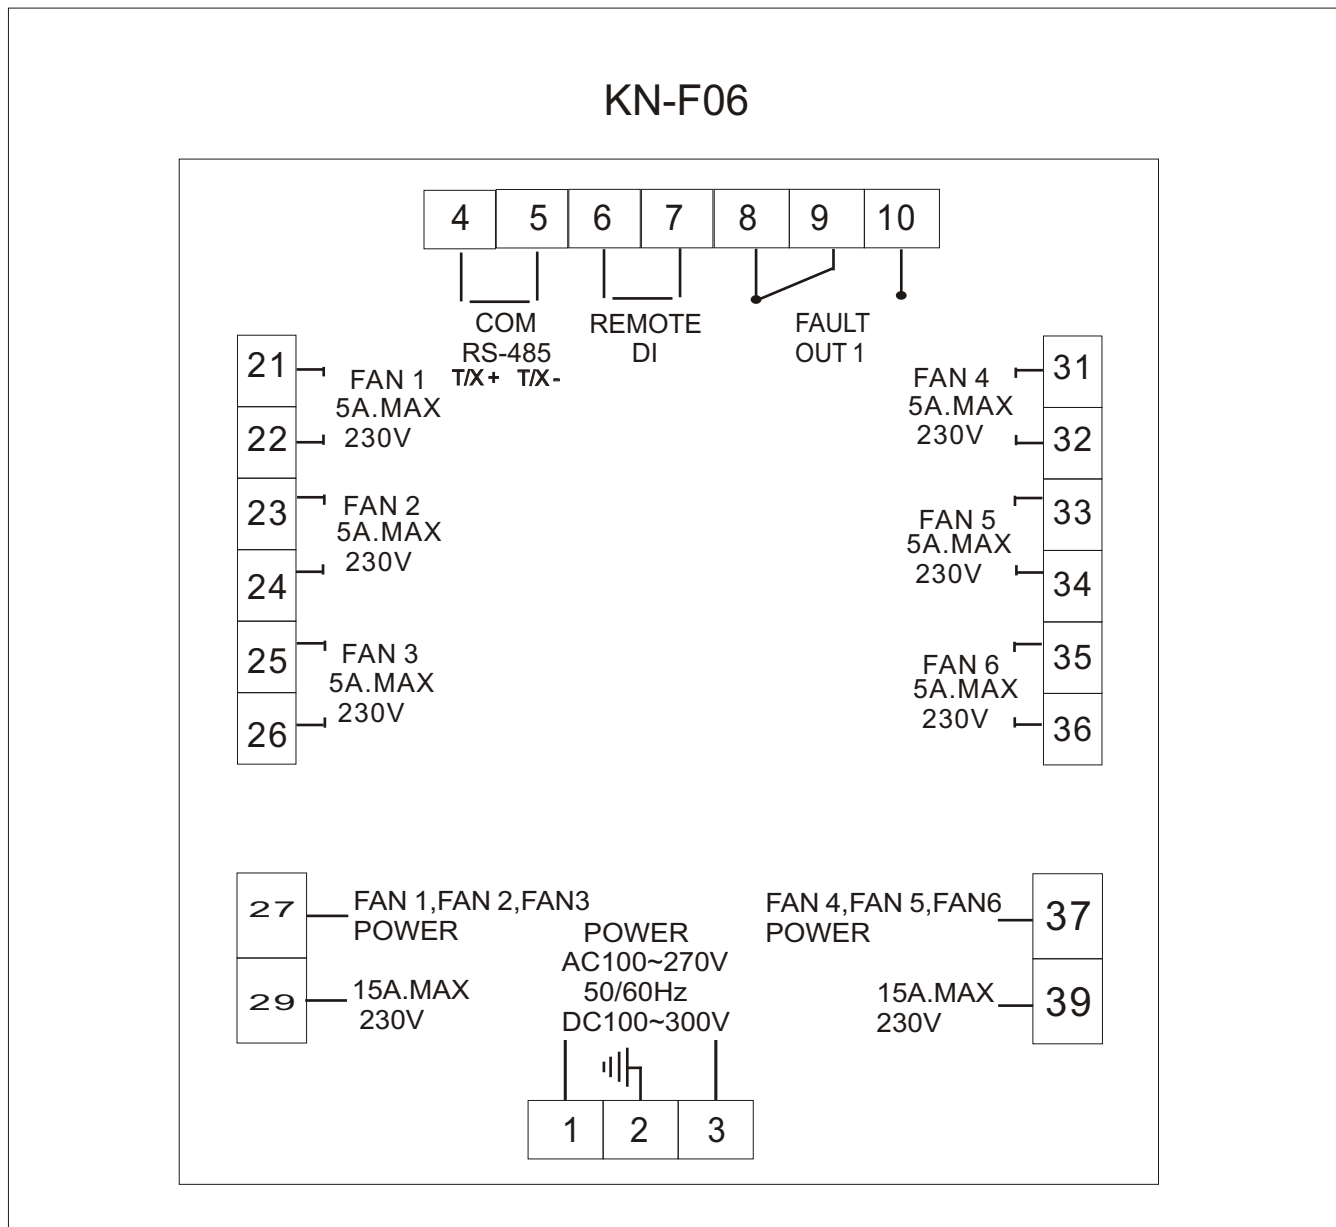 KN-F06
4 5 6 7 8 9 10
COM
RS-485
T/X+ T/X-
REMOTE
DI
FAULT
OUT 1
21
22
23
24
25
26
FAN 1
5A.MAX
230V
FAN 2
5A.MAX
230V
FAN 3
5A.MAX
230V
FAN 4
5A.MAX
230V
FAN 5
5A.MAX
230V
FAN 6
5A.MAX
230V
31
32
33
34
35
36
27
29
FAN 1,FAN 2,FAN3
POWER
15A.MAX
230V
POWER
AC100~270V
50/60Hz
DC100~300V
FAN 4,FAN 5,FAN6
POWER
15A.MAX
230V
37
39
1 2 3